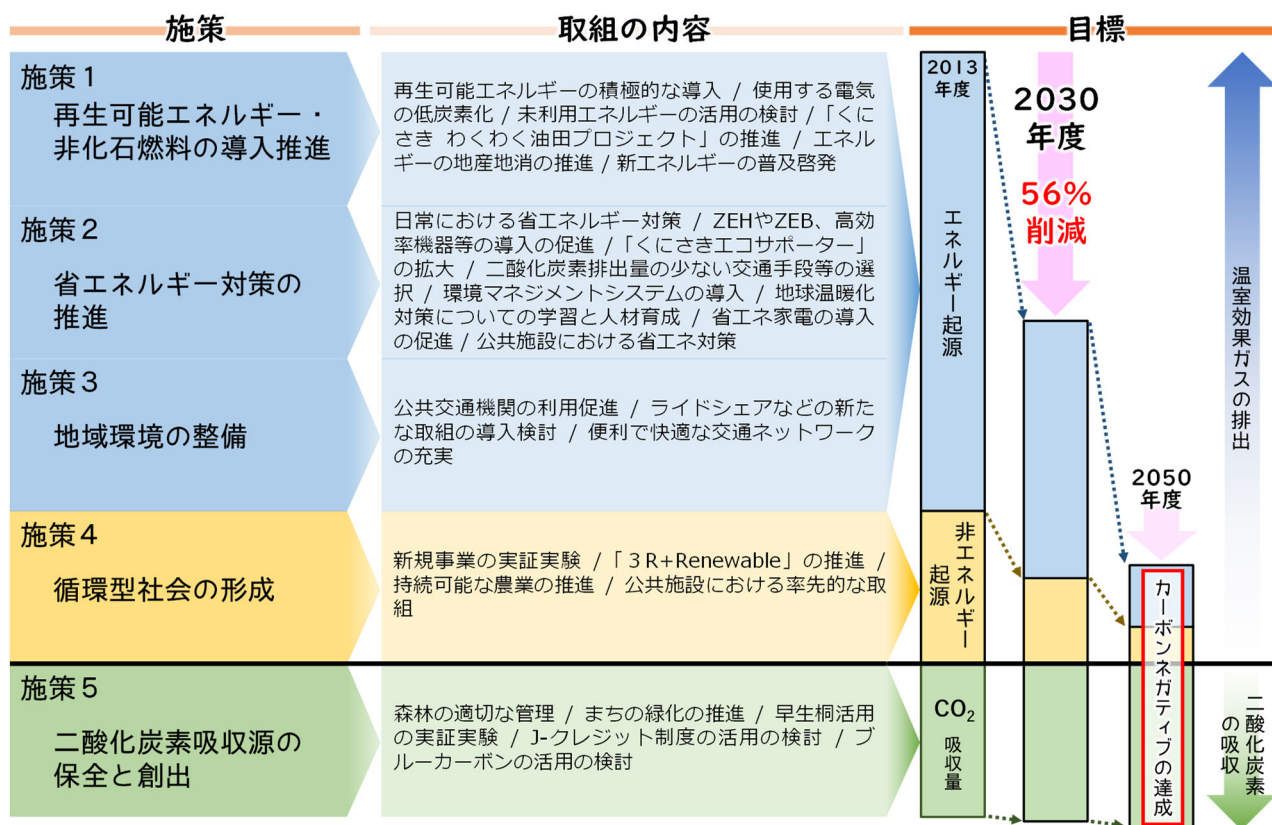 施策
取組の内容
目標
施策1
再生可能エネルギー・
非化石燃料の導入推進
再生可能エネルギーの積極的な導入 / 使用する電気
の低炭素化 / 未利用エネルギーの活用の検討 /「くに
さき わくわく油田プロジェクト」の推進 / エネル
ギーの地産地消の推進 / 新エネルギーの普及啓発
施策2
省エネルギー対策の
推進
日常における省エネルギー対策 / ZEHやZEB、高効
率機器等の導入の促進 /「くにさきエコサポーター」
の拡大 / 二酸化炭素排出量の少ない交通手段等の選
択 / 環境マネジメントシステムの導入 / 地球温暖化
対策についての学習と人材育成 / 省エネ家電の導入
の促進 / 公共施設における省エネ対策
施策3
地域環境の整備
公共交通機関の利用促進 / ライドシェアなどの新た
な取組の導入検討 / 便利で快適な交通ネットワーク
の充実
施策4
循環型社会の形成
新規事業の実証実験 /「３R+Renewable」の推進 /
持続可能な農業の推進 / 公共施設における率先的な取
組
施策5
二酸化炭素吸収源の
保全と創出
森林の適切な管理 / まちの緑化の推進 / 早生桐活用
の実証実験 / J-クレジット制度の活用の検討 / ブ
ルーカーボンの活用の検討
2013
年度
エネルギー起源
非エネルギー
起源
CO₂
吸収量
2030
年度
56%
削減
2050
年度
カーボンネガティブの達成
温室効果ガスの排出
二酸化炭素
の吸収